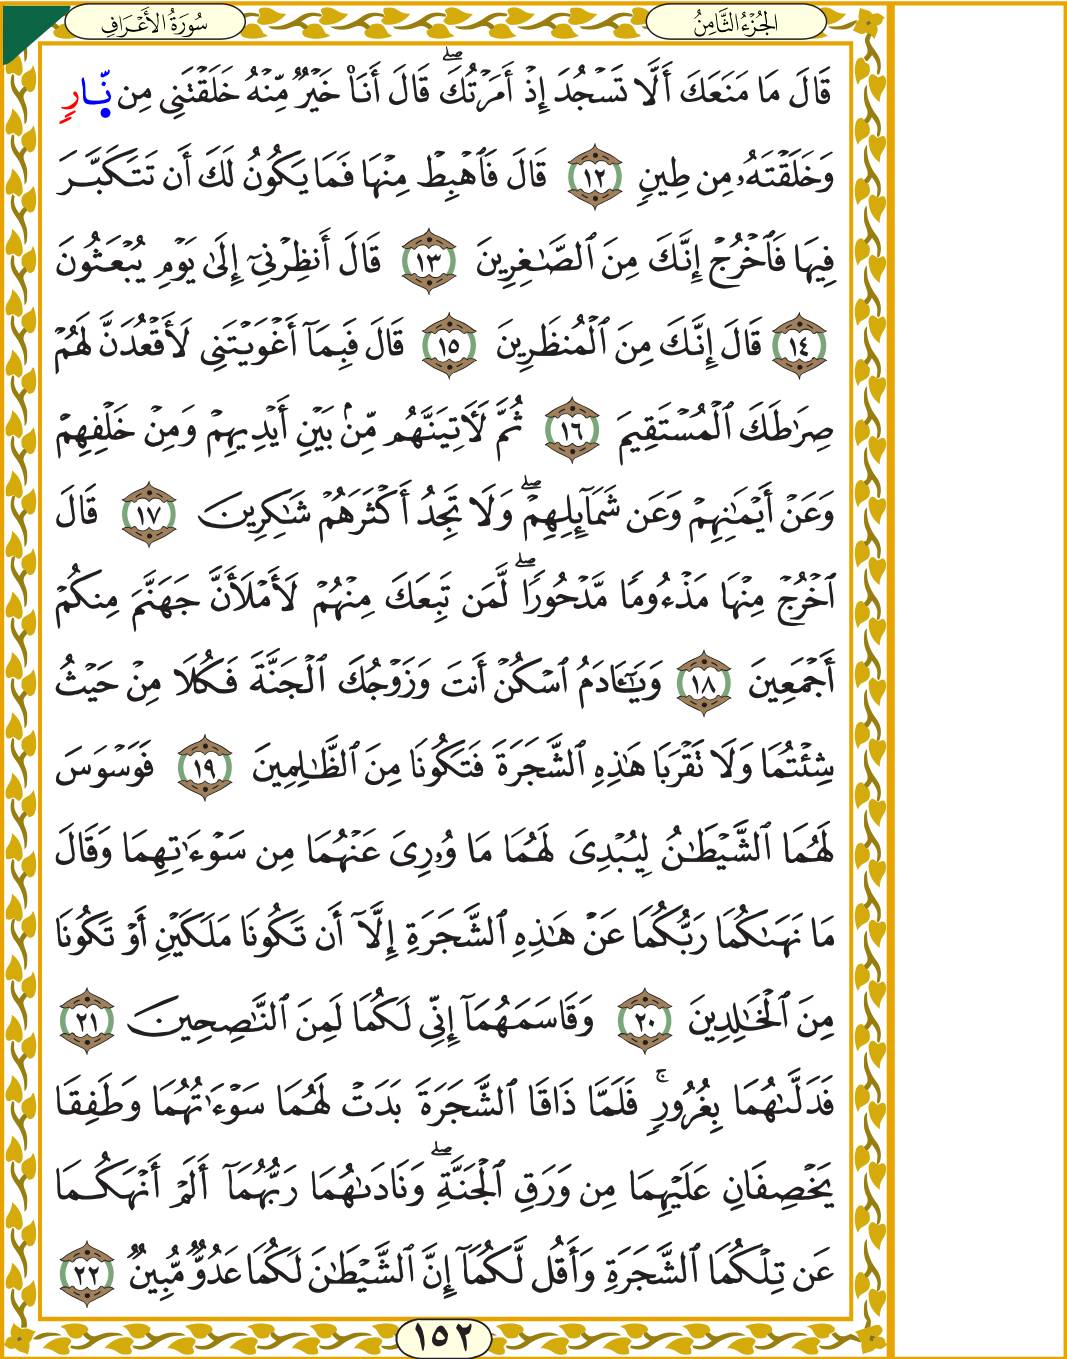 الجُزْءُ الثَّامِنُ
سُورَةُ الأَعْرَافِ
قَالَ مَا مَنَعَكَ أَلَّا تَسْجُدَ إِذْ أَمَرْتُكَ ۖ قَالَ أَنَا۠ خَيْرٌ مِّنْهُ خَلَقْتَنِى مِن نَّارٍ
وَخَلَقْتَهُۥ مِن طِينٍ ١٢ قَالَ فَٱهْبِطْ مِنْهَا فَمَا يَكُونُ لَكَ أَن تَتَكَبَّرَ
فِيهَا فَٱخْرُجْ إِنَّكَ مِنَ ٱلصَّـٰغِرِينَ ١٣ قَالَ أَنظِرْنِىٓ إِلَىٰ يَوْمِ يُبْعَثُونَ
١٤ قَالَ إِنَّكَ مِنَ ٱلْمُنظَرِينَ ١٥ قَالَ فَبِمَآ أَغْوَيْتَنِى لَأَقْعُدَنَّ لَهُمْ
صِرَٰطَكَ ٱلْمُسْتَقِيمَ ١٦ ثُمَّ لَـَٔاتِيَنَّهُم مِّنۢ بَيْنِ أَيْدِيهِمْ وَمِنْ خَلْفِهِمْ
وَعَنْ أَيْمَـٰنِهِمْ وَعَن شَمَآئِلِهِمْ ۖ وَلَا تَجِدُ أَكْثَرَهُمْ شَـٰكِرِينَ ١٧ قَالَ
ٱخْرُجْ مِنْهَا مَذْءُومًا مَّدْحُورًا ۖ لَّمَن تَبِعَكَ مِنْهُمْ لَأَمْلَأَنَّ جَهَنَّمَ مِنكُمْ
أَجْمَعِينَ ١٨ وَيَـٰٓـَٔادَمُ ٱسْكُنْ أَنتَ وَزَوْجُكَ ٱلْجَنَّةَ فَكُلَا مِنْ حَيْثُ
شِئْتُمَا وَلَا تَقْرَبَا هَـٰذِهِ ٱلشَّجَرَةَ فَتَكُونَا مِنَ ٱلظَّـٰلِمِينَ ١٩ فَوَسْوَسَ
لَهُمَا ٱلشَّيْطَـٰنُ لِيُبْدِىَ لَهُمَا مَا وُۥرِىَ عَنْهُمَا مِن سَوْءَٰتِهِمَا وَقَالَ
مَا نَهَىٰكُمَا رَبُّكُمَا عَنْ هَـٰذِهِ ٱلشَّجَرَةِ إِلَّآ أَن تَكُونَا مَلَكَيْنِ أَوْ تَكُونَا
مِنَ ٱلْخَـٰلِدِينَ ٢٠ وَقَاسَمَهُمَآ إِنِّى لَكُمَا لَمِنَ ٱلنَّـٰصِحِينَ ٢١
فَدَلَّىٰهُمَا بِغُرُورٍ ۚ فَلَمَّا ذَاقَا ٱلشَّجَرَةَ بَدَتْ لَهُمَا سَوْءَٰتُهُمَا وَطَفِقَا
يَخْصِفَانِ عَلَيْهِمَا مِن وَرَقِ ٱلْجَنَّةِ ۖ وَنَادَىٰهُمَا رَبُّهُمَآ أَلَمْ أَنْهَكُمَا
عَن تِلْكُمَا ٱلشَّجَرَةِ وَأَقُل لَّكُمَآ إِنَّ ٱلشَّيْطَـٰنَ لَكُمَا عَدُوٌّ مُّبِينٌ ٢٢
١٥٢